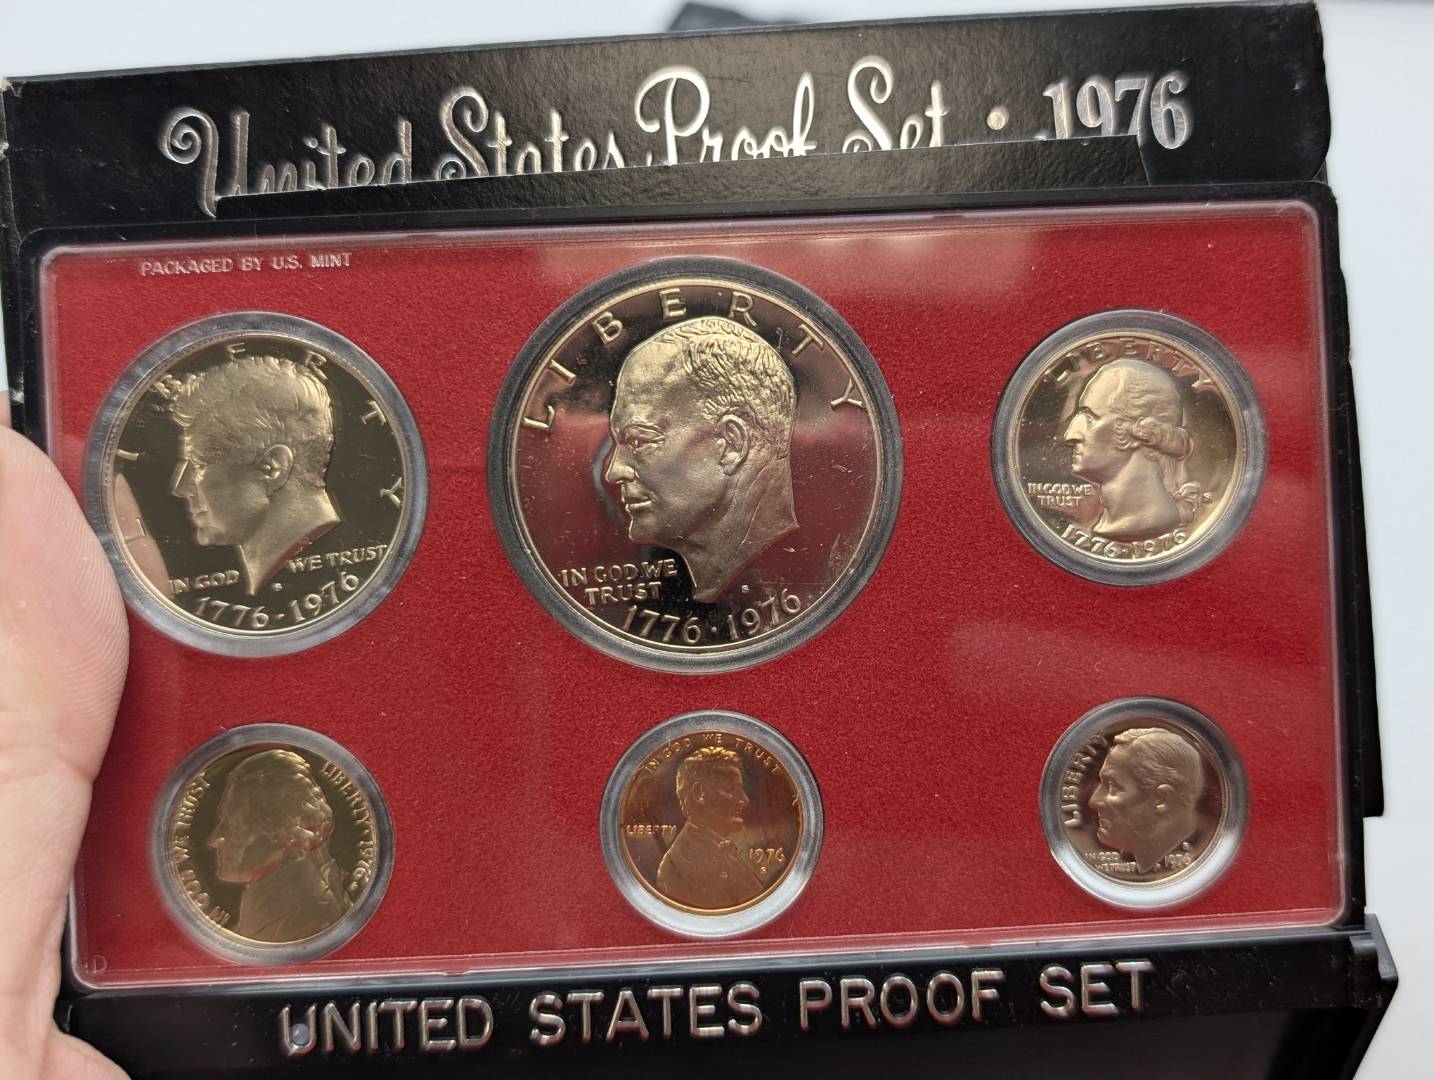 United States Proof Set · 1976
PACKAGED BY U.S. MINT
LIBERTY
IN GOD WE TRUST
S
1776·1976
LIBERTY
IN GOD WE
TRUST
S
1776·1976
LIBERTY
IN GOD WE
TRUST
S
1776·1976
IN GOD WE TRUST
LIBERTY·1976
IN GOD WE TRUST
LIBERTY
1976
S
LIBERTY
IN GOD
WE TRUST
S
1976
UNITED STATES PROOF SET